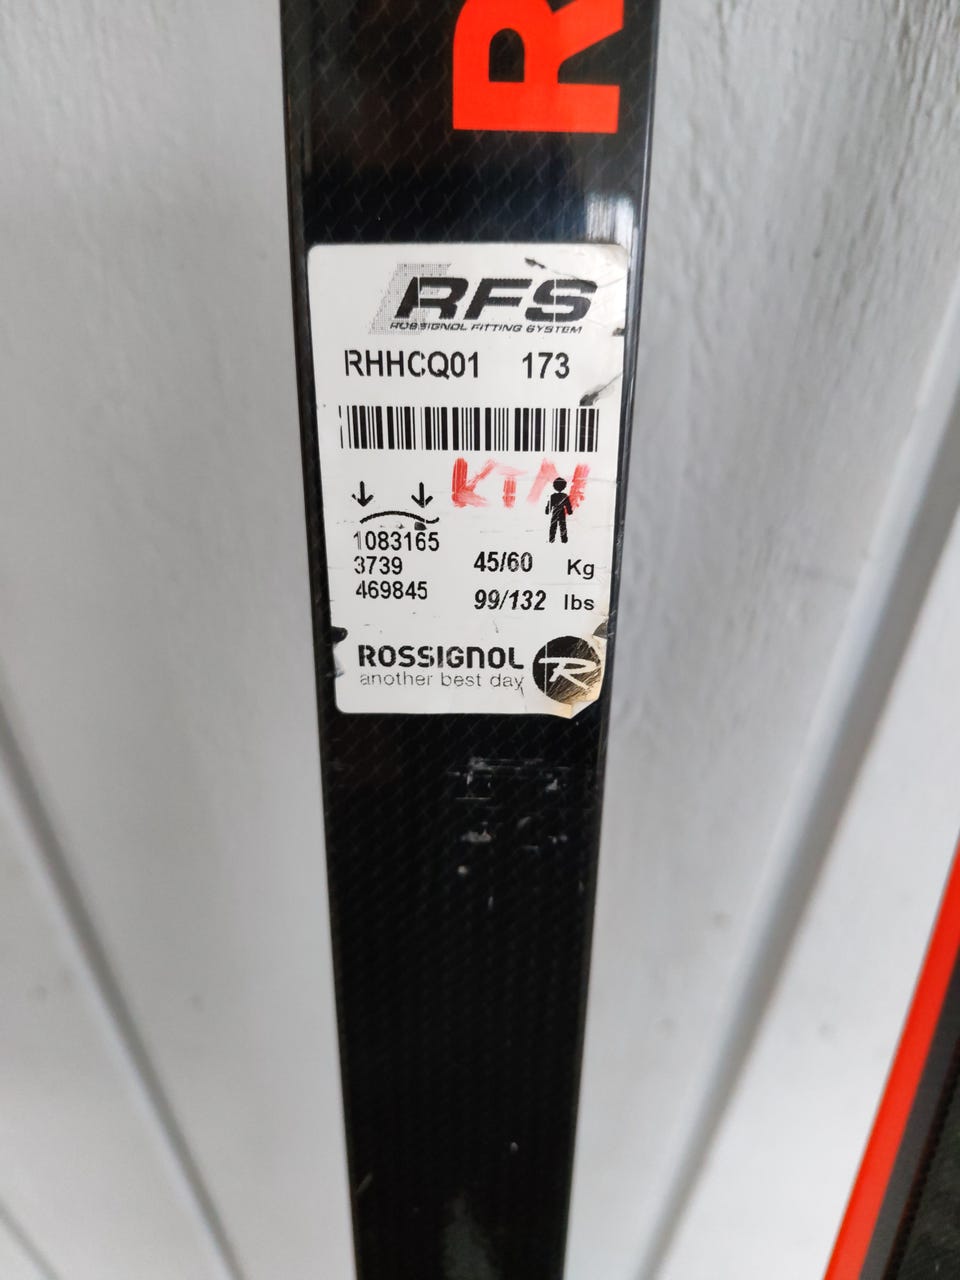 R
RFS
ROSSIGNOL FITTING SYSTEM
RHHCQ01 173
KIN
1083165
3739 45/60 Kg
469845 99/132 lbs
ROSSIGNOL
another best day
R